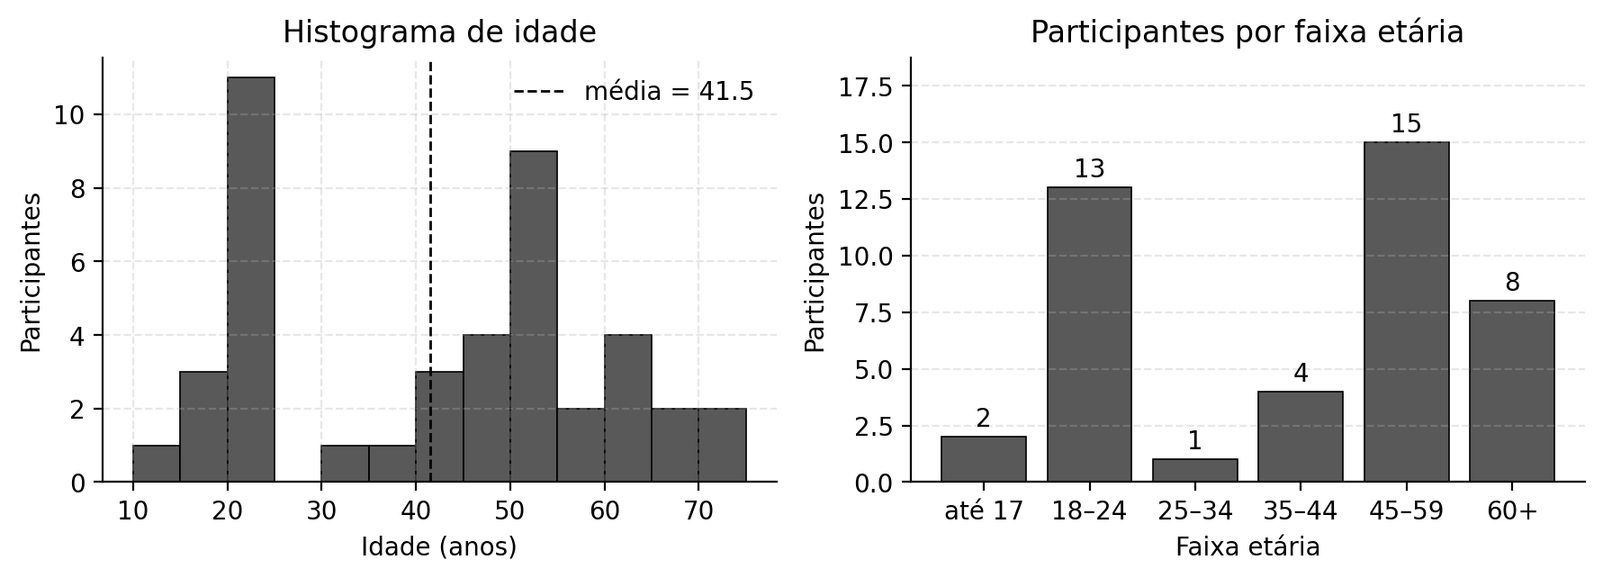 Histograma de idade
média = 41.5
Participantes
10
8
6
4
2
0
10 20 30 40 50 60 70
Idade (anos)
Participantes por faixa etária
Participantes
17.5
15.0
12.5
10.0
7.5
5.0
2.5
0.0
2
13
1
4
15
8
até 17 18–24 25–34 35–44 45–59 60+
Faixa etária